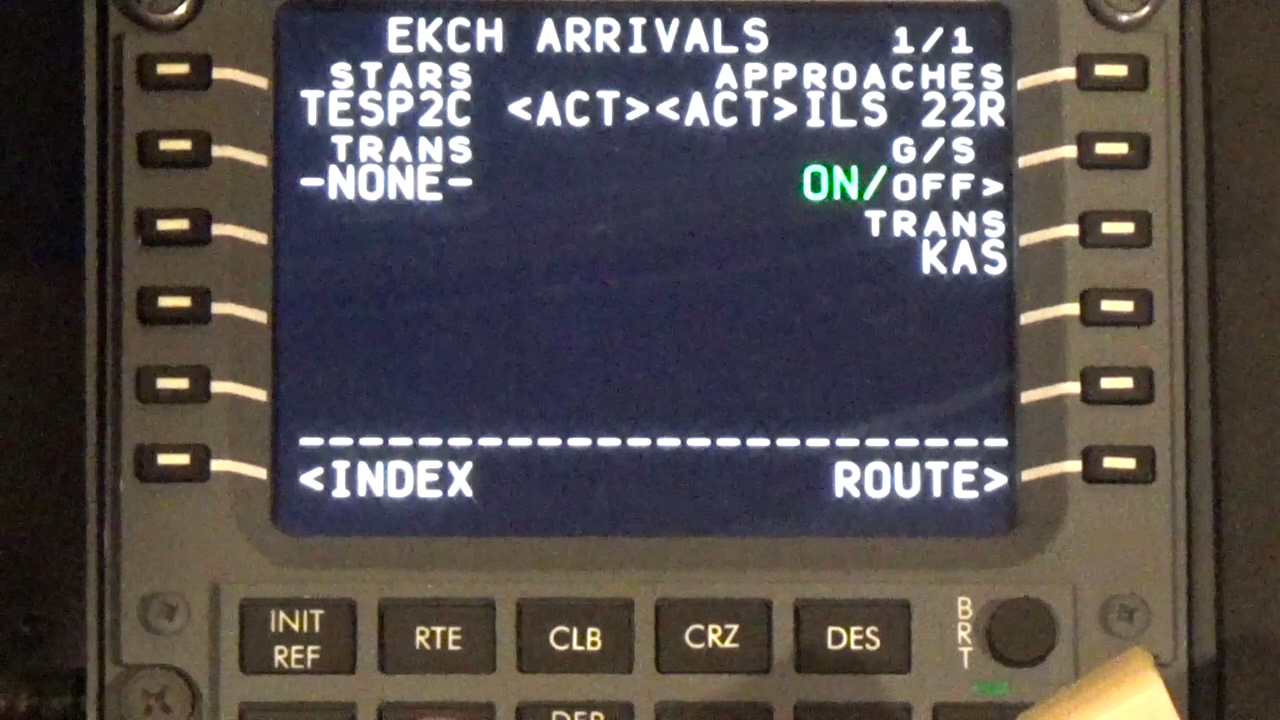 EKCH ARRIVALS 1/1
STARS APPROACHES
TESP2C <ACT><ACT>ILS 22R
TRANS G/S
-NONE- ON/OFF>
TRANS
KAS
------------------------
<INDEX ROUTE>
INIT REF RTE CLB CRZ DES BRT
DEP